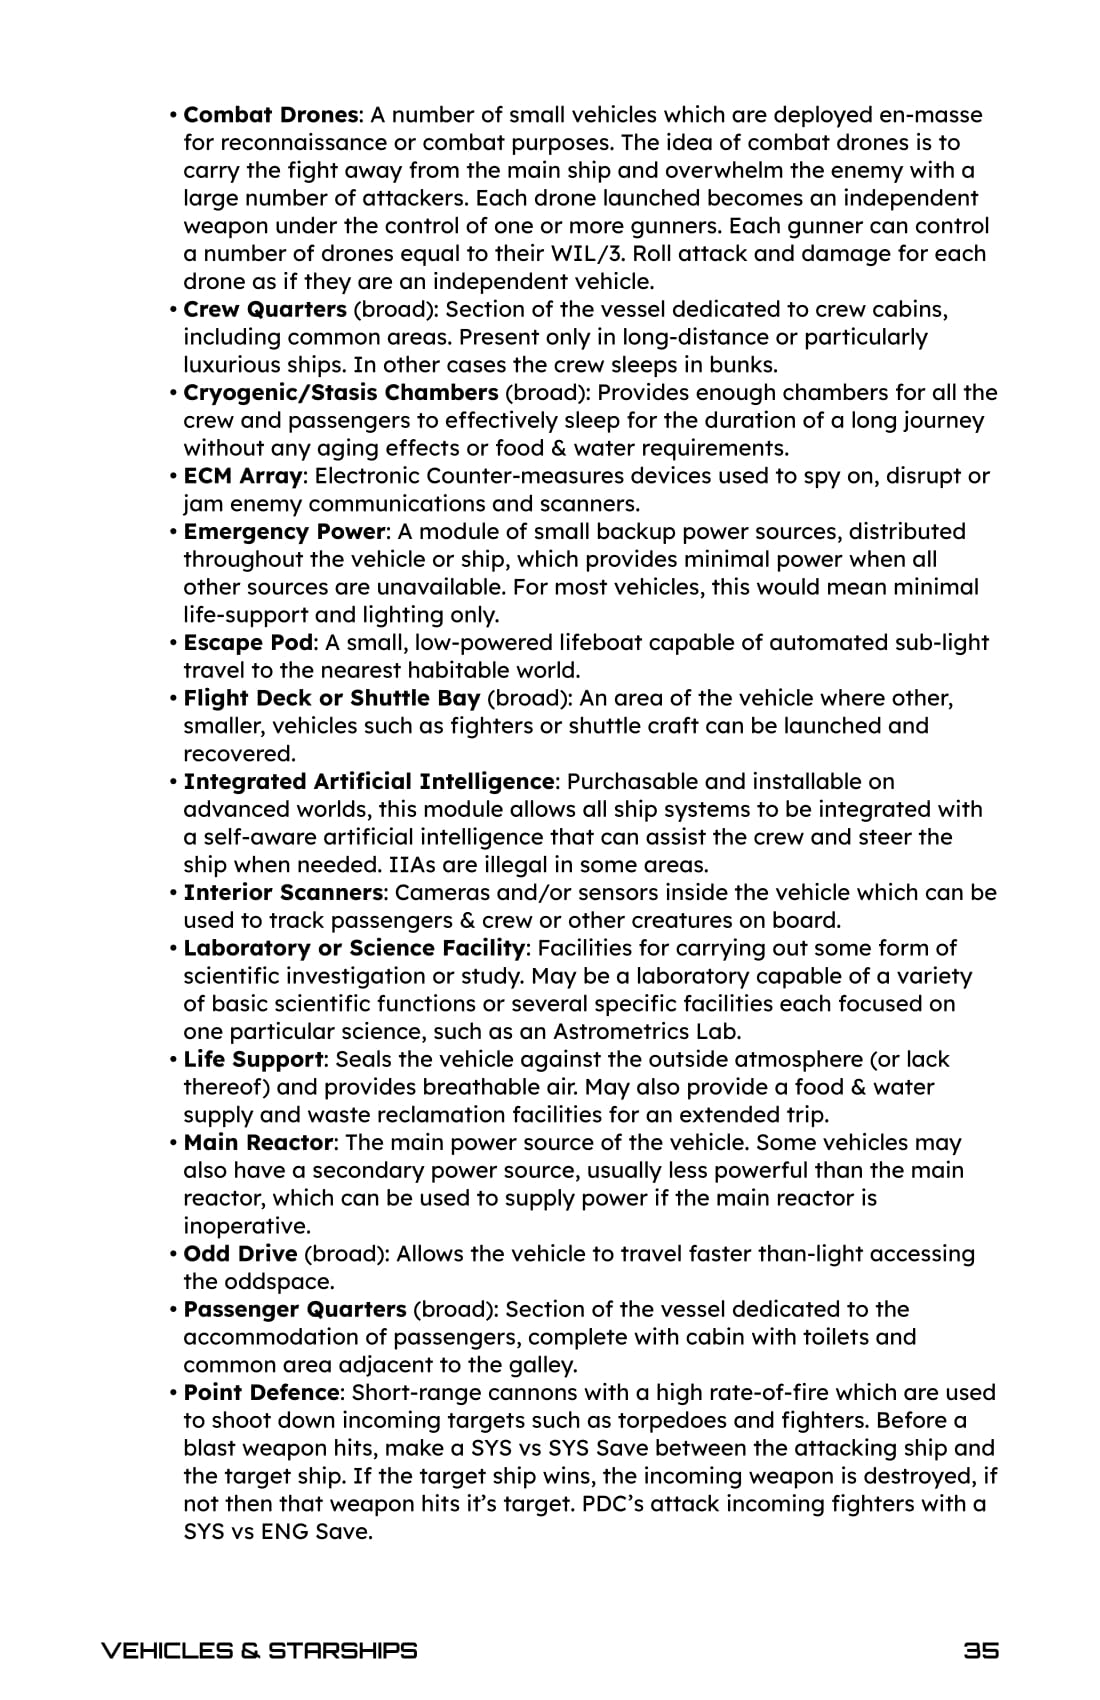 • Combat Drones: A number of small vehicles which are deployed en-masse
for reconnaissance or combat purposes. The idea of combat drones is to
carry the fight away from the main ship and overwhelm the enemy with a
large number of attackers. Each drone launched becomes an independent
weapon under the control of one or more gunners. Each gunner can control
a number of drones equal to their WIL/3. Roll attack and damage for each
drone as if they are an independent vehicle.
• Crew Quarters (broad): Section of the vessel dedicated to crew cabins,
including common areas. Present only in long-distance or particularly
luxurious ships. In other cases the crew sleeps in bunks.
• Cryogenic/Stasis Chambers (broad): Provides enough chambers for all the
crew and passengers to effectively sleep for the duration of a long journey
without any aging effects or food & water requirements.
• ECM Array: Electronic Counter-measures devices used to spy on, disrupt or
jam enemy communications and scanners.
• Emergency Power: A module of small backup power sources, distributed
throughout the vehicle or ship, which provides minimal power when all
other sources are unavailable. For most vehicles, this would mean minimal
life-support and lighting only.
• Escape Pod: A small, low-powered lifeboat capable of automated sub-light
travel to the nearest habitable world.
• Flight Deck or Shuttle Bay (broad): An area of the vehicle where other,
smaller, vehicles such as fighters or shuttle craft can be launched and
recovered.
• Integrated Artificial Intelligence: Purchasable and installable on
advanced worlds, this module allows all ship systems to be integrated with
a self-aware artificial intelligence that can assist the crew and steer the
ship when needed. IIAs are illegal in some areas.
• Interior Scanners: Cameras and/or sensors inside the vehicle which can be
used to track passengers & crew or other creatures on board.
• Laboratory or Science Facility: Facilities for carrying out some form of
scientific investigation or study. May be a laboratory capable of a variety
of basic scientific functions or several specific facilities each focused on
one particular science, such as an Astrometrics Lab.
• Life Support: Seals the vehicle against the outside atmosphere (or lack
thereof) and provides breathable air. May also provide a food & water
supply and waste reclamation facilities for an extended trip.
• Main Reactor: The main power source of the vehicle. Some vehicles may
also have a secondary power source, usually less powerful than the main
reactor, which can be used to supply power if the main reactor is
inoperative.
• Odd Drive (broad): Allows the vehicle to travel faster than-light accessing
the oddspace.
• Passenger Quarters (broad): Section of the vessel dedicated to the
accommodation of passengers, complete with cabin with toilets and
common area adjacent to the galley.
• Point Defence: Short-range cannons with a high rate-of-fire which are used
to shoot down incoming targets such as torpedoes and fighters. Before a
blast weapon hits, make a SYS vs SYS Save between the attacking ship and
the target ship. If the target ship wins, the incoming weapon is destroyed, if
not then that weapon hits it’s target. PDC’s attack incoming fighters with a
SYS vs ENG Save.
VEHICLES & STARSHIPS 35